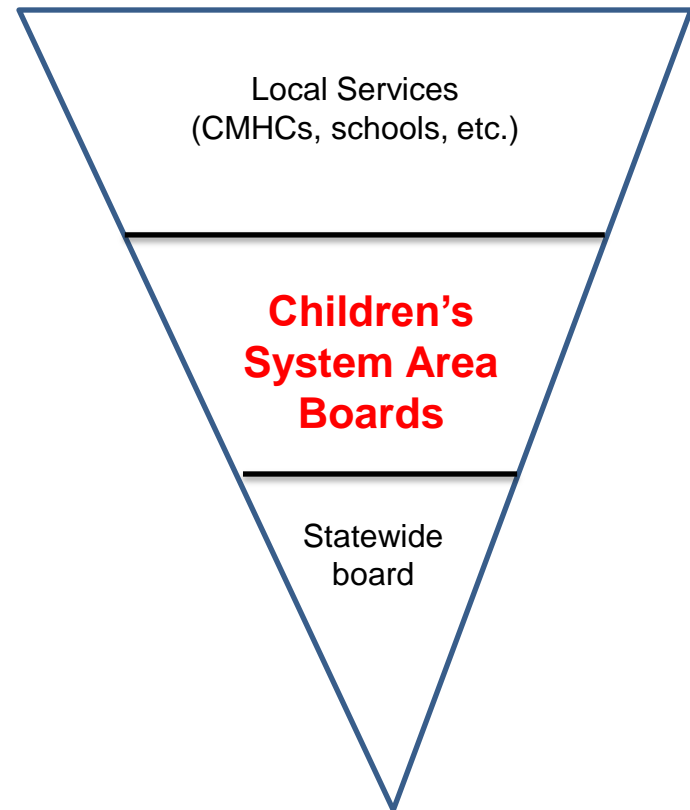 Local Services
(CMHCs, schools, etc.)
Children’s
System Area
Boards
Statewide
board